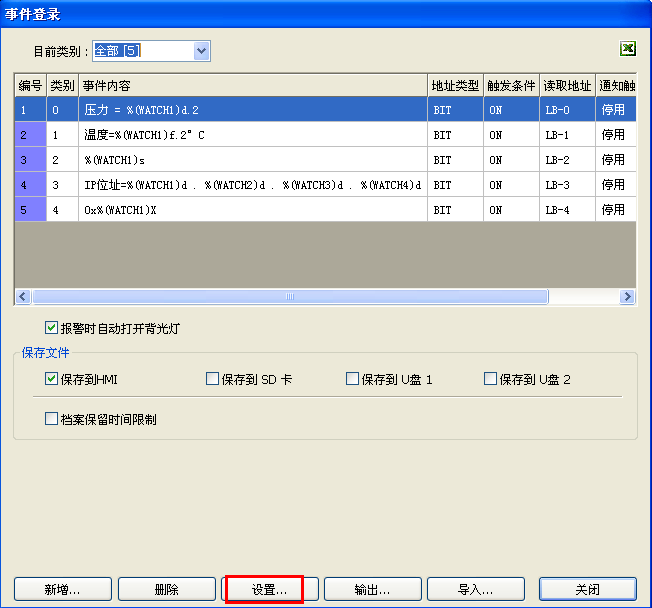 事件登录
目前类别： 全部 [5]
编号 类别 事件内容 地址类型 触发条件 读取地址 通知触
1 0 压力 = %(WATCH1)d.2 BIT ON LB-0 停用
2 1 温度=%(WATCH1)f.2° C BIT ON LB-1 停用
3 2 %(WATCH1)s BIT ON LB-2 停用
4 3 IP位址=%(WATCH1)d . %(WATCH2)d . %(WATCH3)d . %(WATCH4)d BIT ON LB-3 停用
5 4 0x%(WATCH1)X BIT ON LB-4 停用
报警时自动打开背光灯
保存文件
保存到HMI 保存到 SD 卡 保存到 U盘 1 保存到 U盘 2
档案保留时间限制
新增... 删除 设置... 输出... 导入... 关闭